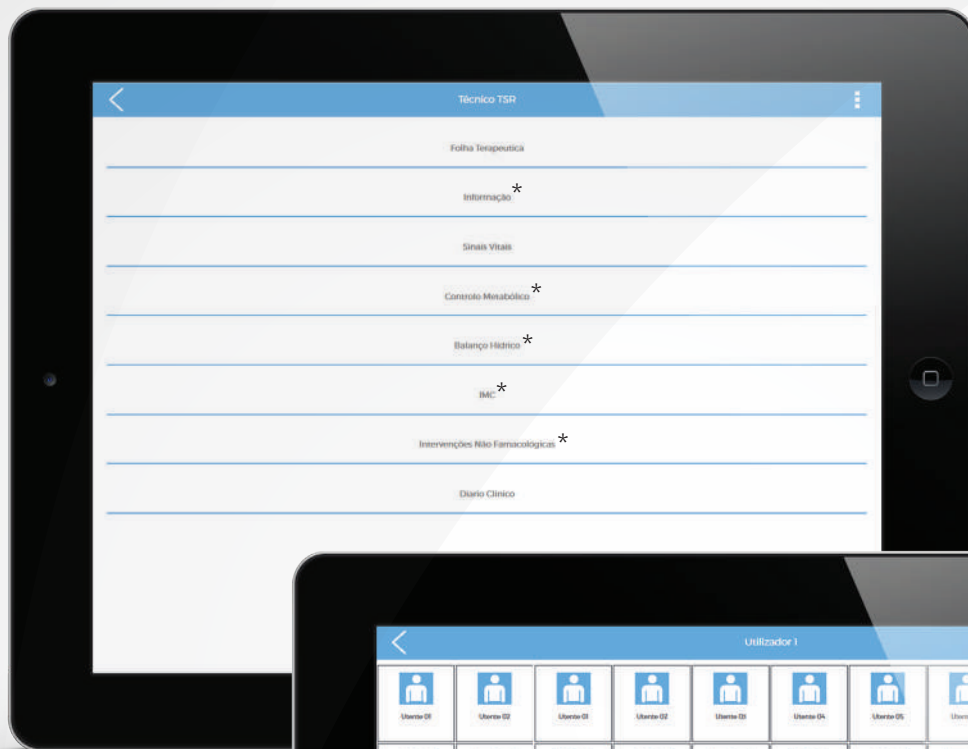 Técnico TSR
Folha Terapeutica
Informação *
Sinais Vitais
Controlo Metabólico *
Balanço Hídrico *
IMC *
Intervenções Não Farmacológicas *
Diario Clínico
Utilizador 1
Utente 01
Utente 02
Utente 01
Utente 02
Utente 03
Utente 04
Utente 05